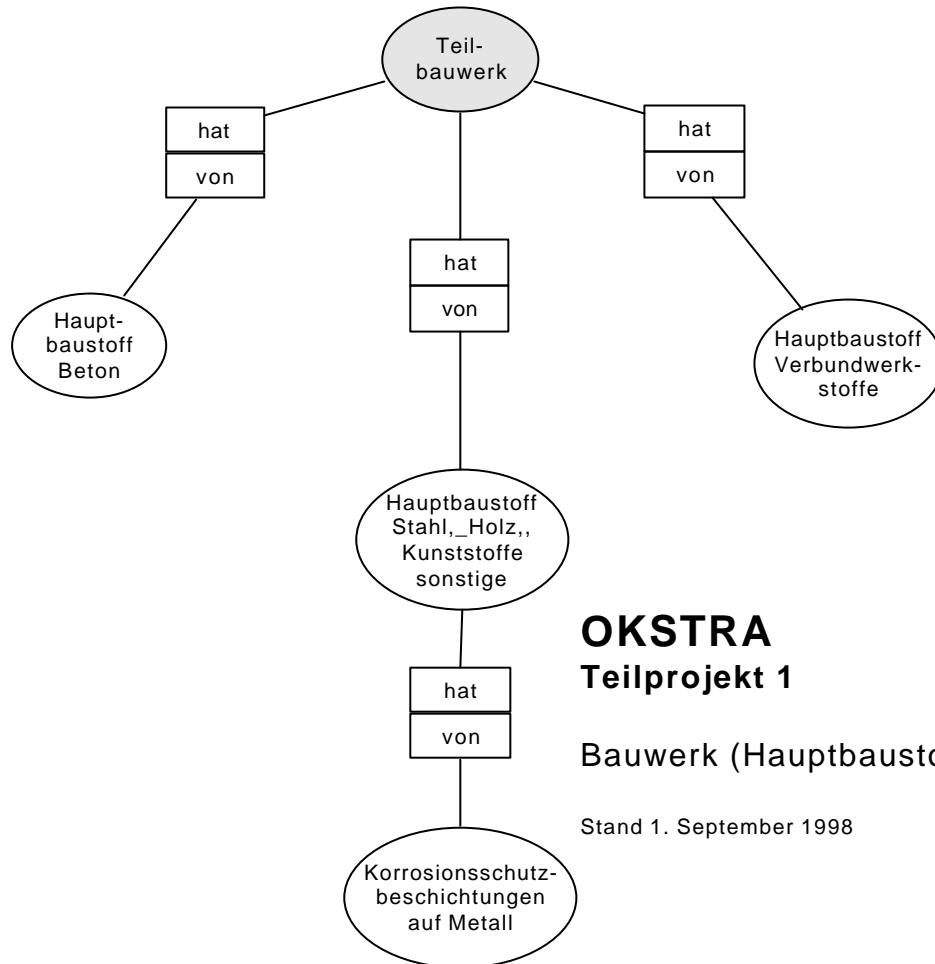 Teil-
bauwerk
hat
von
hat
von
hat
von
Haupt-
baustoff
Beton
Hauptbaustoff
Verbundwerk-
stoffe
Hauptbaustoff
Stahl,_Holz,,
Kunststoffe
sonstige
hat
von
Korrosionsschutz-
beschichtungen
auf Metall
OKSTRA
Teilprojekt 1
Bauwerk (Hauptbausto
Stand 1. September 1998